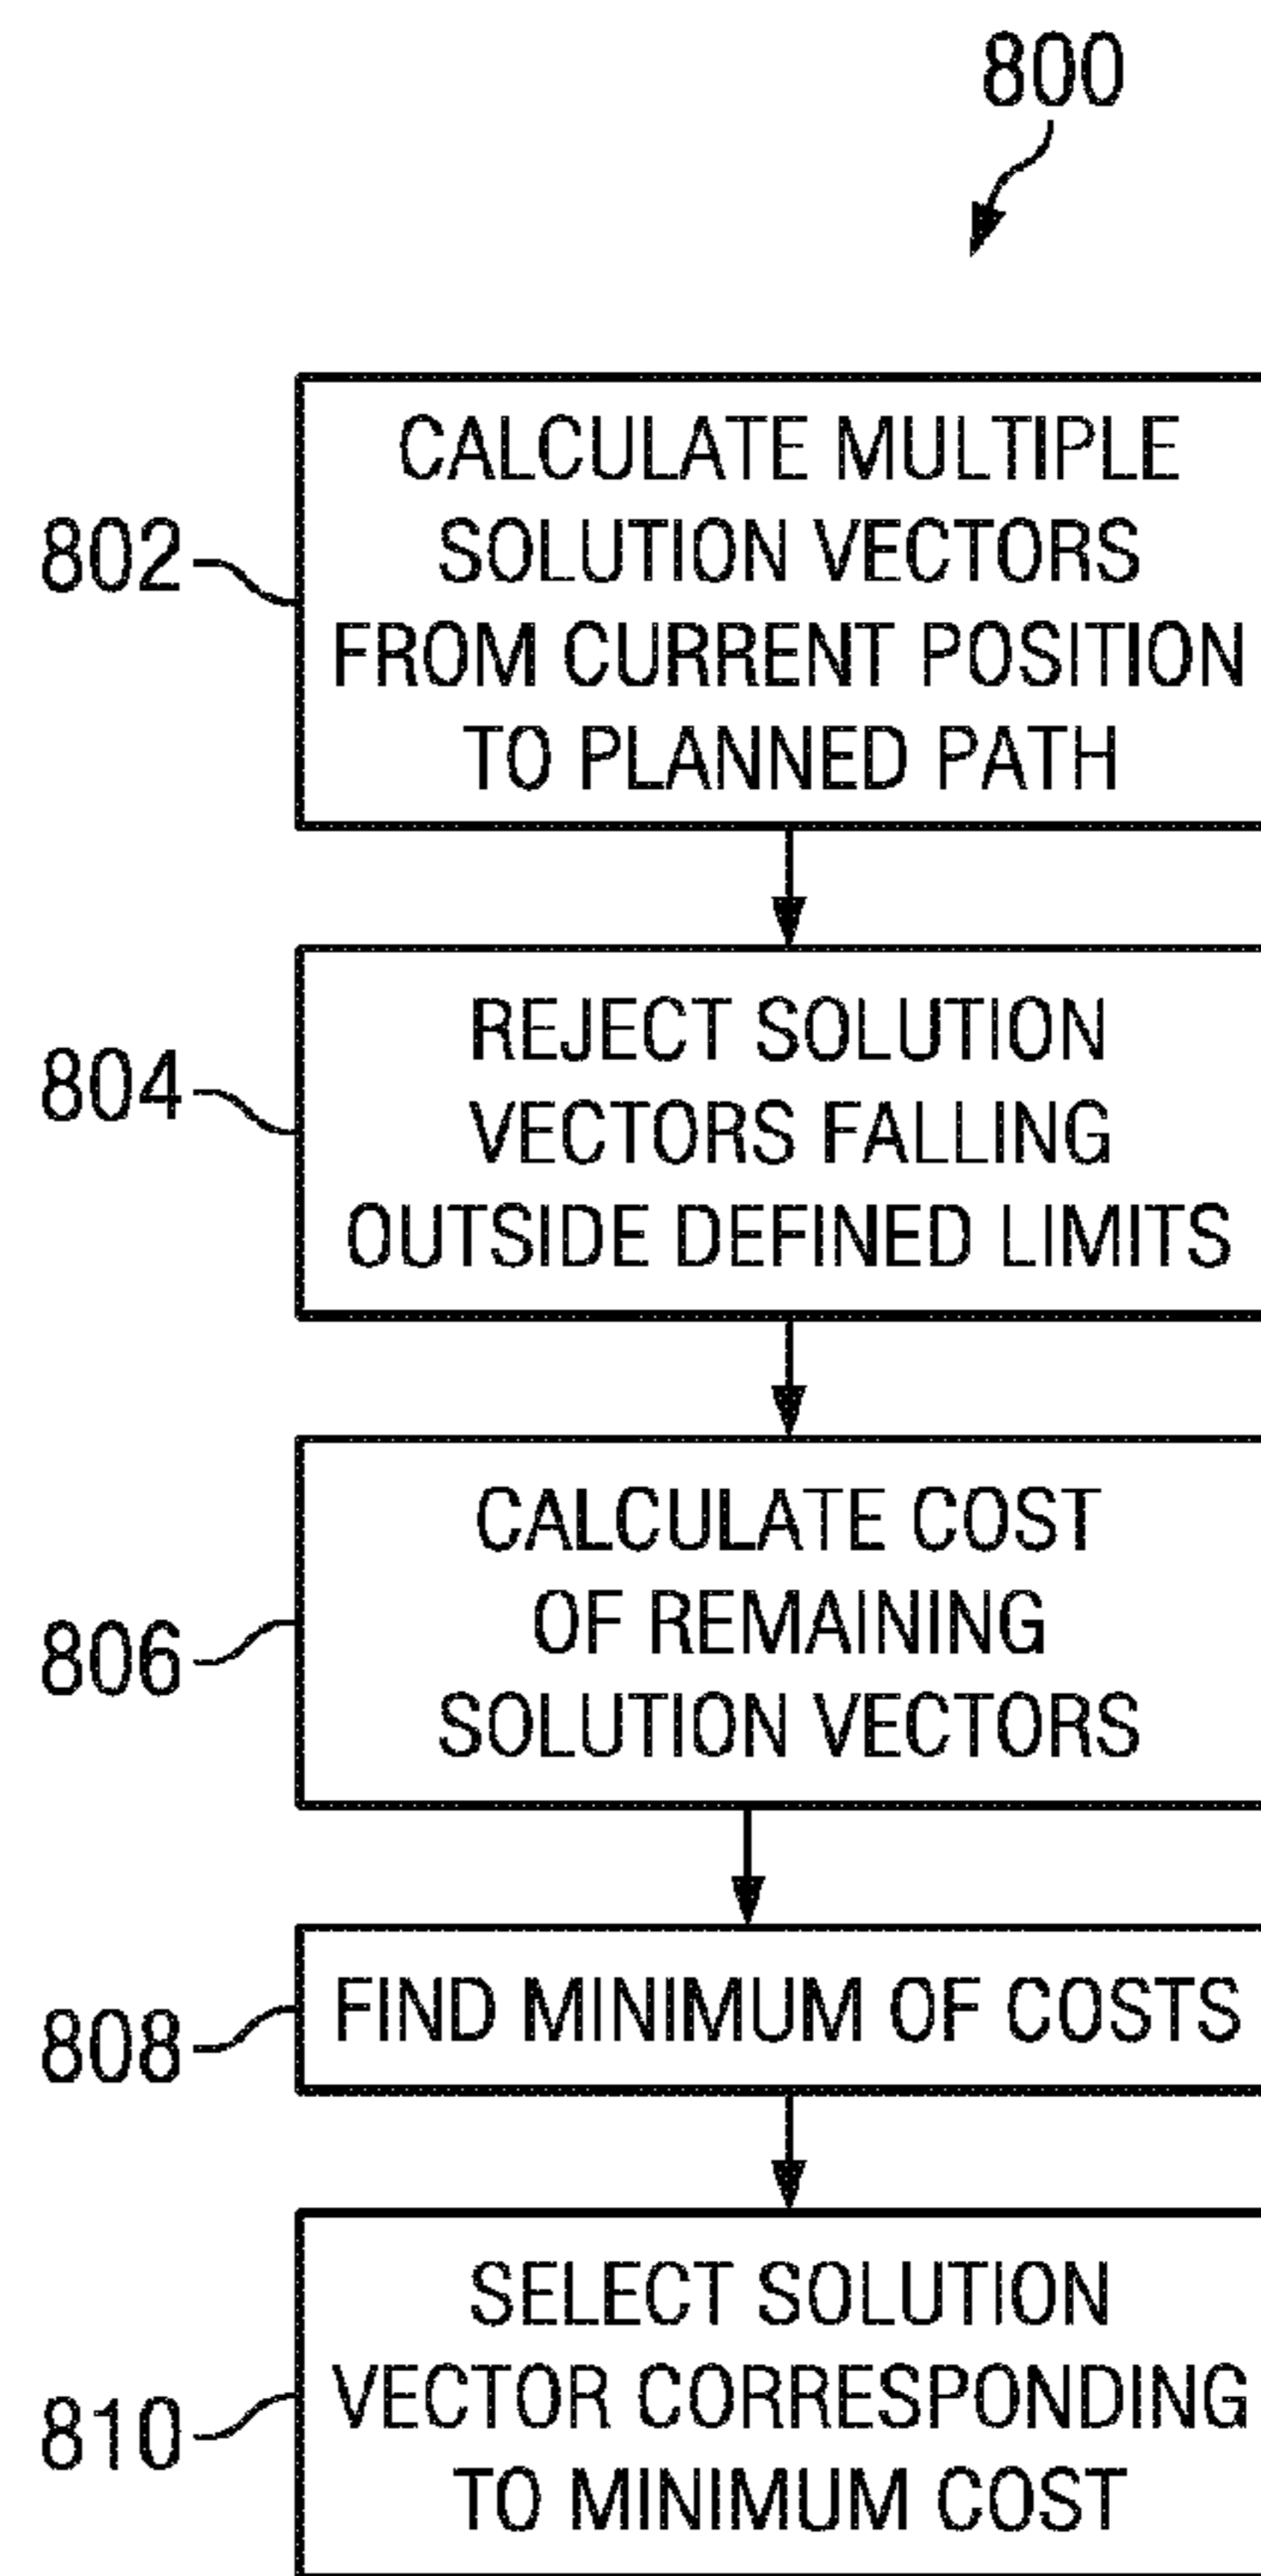 800
802
CALCULATE MULTIPLE
SOLUTION VECTORS
FROM CURRENT POSITION
TO PLANNED PATH
804
REJECT SOLUTION
VECTORS FALLING
OUTSIDE DEFINED LIMITS
806
CALCULATE COST
OF REMAINING
SOLUTION VECTORS
808
FIND MINIMUM OF COSTS
810
SELECT SOLUTION
VECTOR CORRESPONDING
TO MINIMUM COST